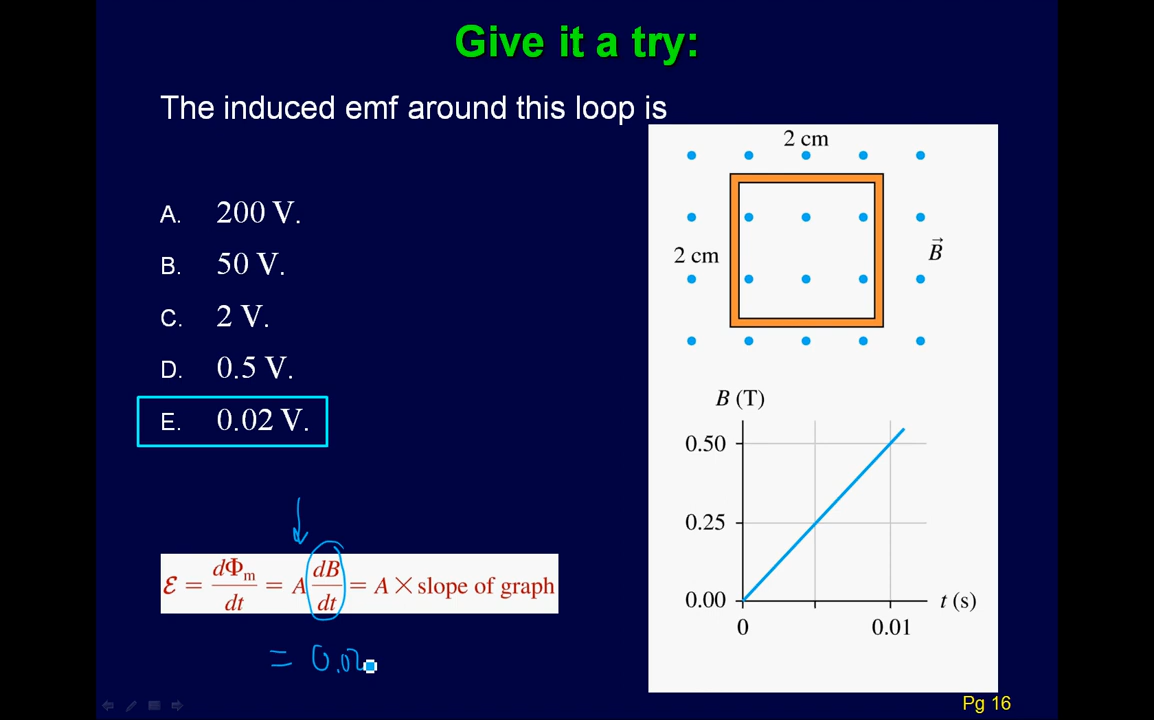 Give it a try:
The induced emf around this loop is
A. 200 V.
B. 50 V.
C. 2 V.
D. 0.5 V.
E. 0.02 V.
ℰ = dΦm/dt = A dB/dt = A × slope of graph
= 0.02
2 cm
2 cm
B⃗
B (T)
0.50
0.25
0.00
t (s)
0
0.01
Pg 16